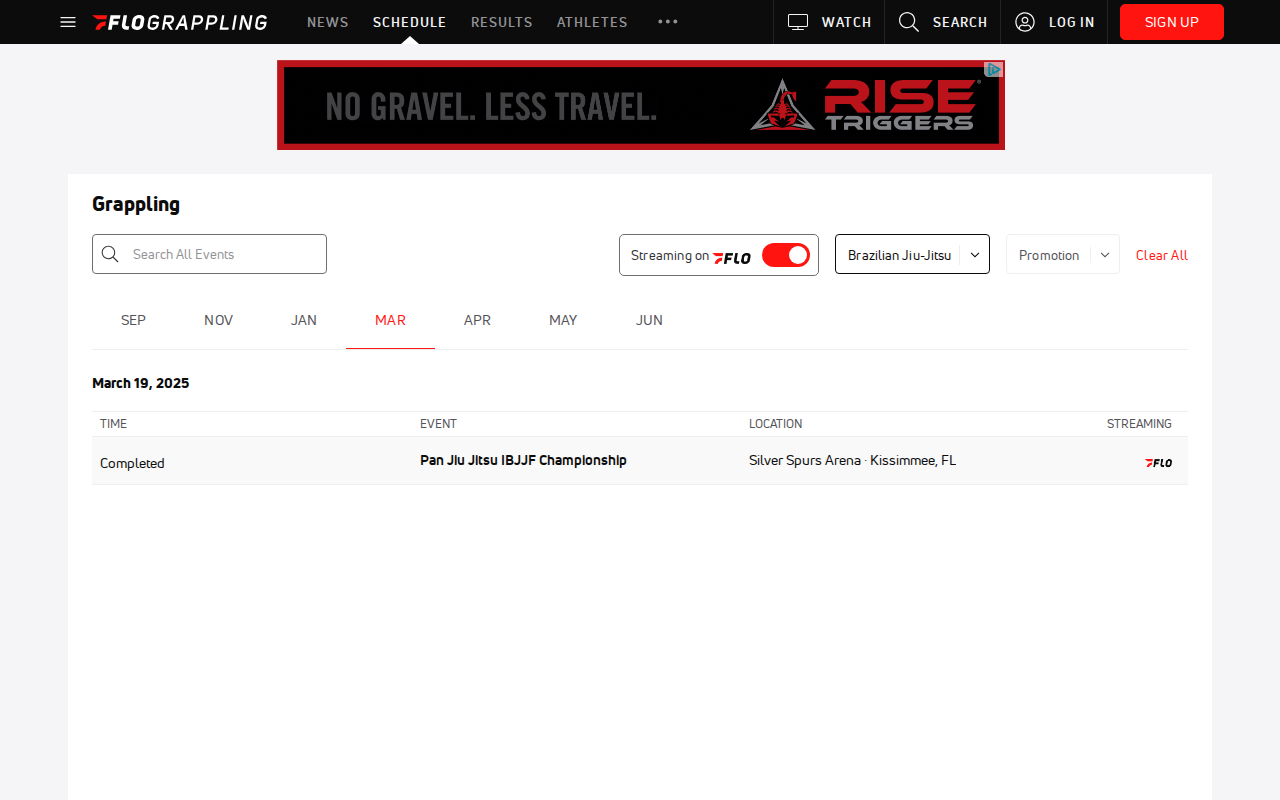 FLOGRAPPLING NEWS SCHEDULE RESULTS ATHLETES WATCH SEARCH LOG IN SIGN UP
NO GRAVEL. LESS TRAVEL. RISE TRIGGERS
Grappling
Search All Events Streaming on FLO Brazilian Jiu-Jitsu Promotion Clear All
SEP NOV JAN MAR APR MAY JUN
March 19, 2025
TIME EVENT LOCATION STREAMING
Completed Pan Jiu Jitsu IBJJF Championship Silver Spurs Arena · Kissimmee, FL FLO